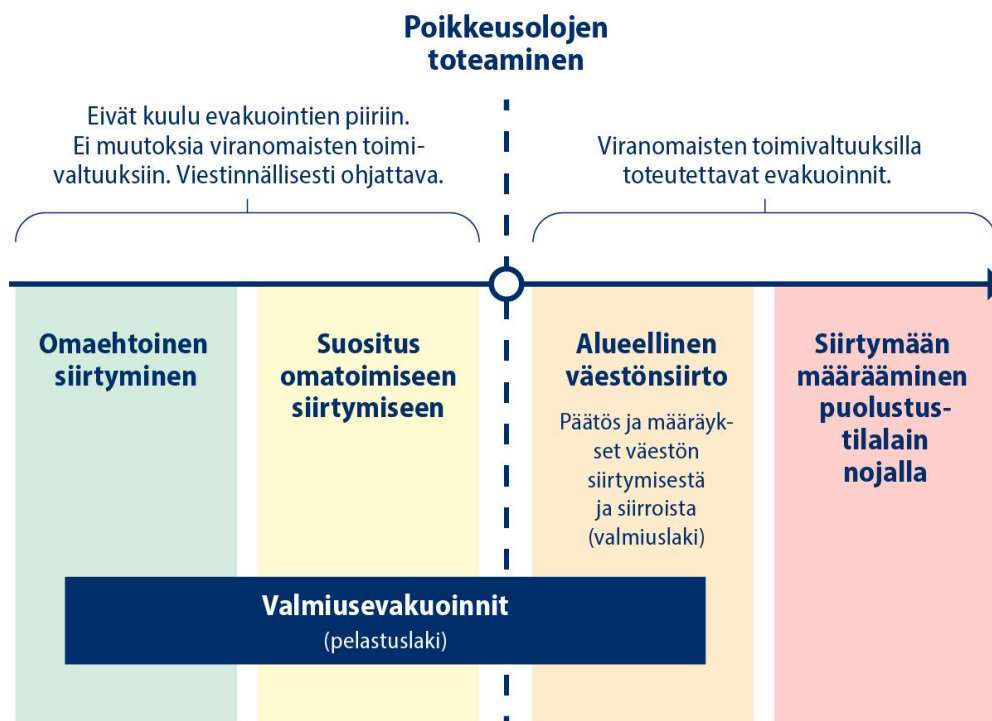 Poikkeusolojen
toteaminen
Eivät kuulu evakuointien piiriin.
Ei muutoksia viranomaisten toimi-
valtuuksiin. Viestinnällisesti ohjattava.
Viranomaisten toimivaltuuksilla
toteutettavat evakuoinnit.
Omaehtoinen
siirtyminen
Suositus
omatoimiseen
siirtymiseen
Alueellinen
väestönsiirto
Päätös ja määräyk-
set väestön
siirtymisestä
ja siirroista
(valmiuslaki)
Siirtymään
määrääminen
puolustus-
tilalain
nojalla
Valmiusevakuoinnit
(pelastuslaki)